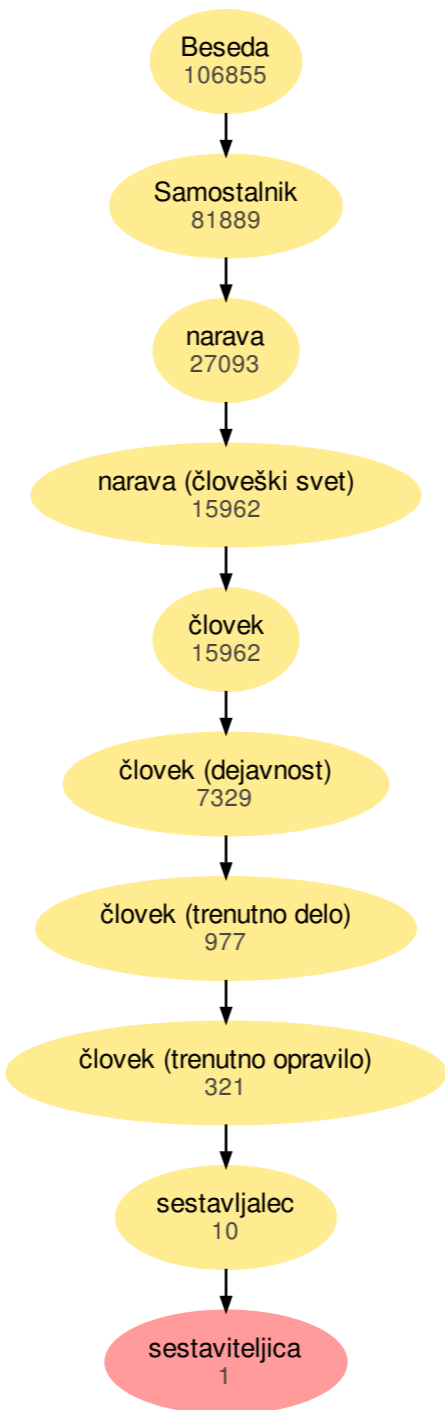 Beseda
106855
Samostalnik
81889
narava
27093
narava (človeški svet)
15962
človek
15962
človek (dejavnost)
7329
človek (trenutno delo)
977
človek (trenutno opravilo)
321
sestavljalec
10
sestaviteljica
1